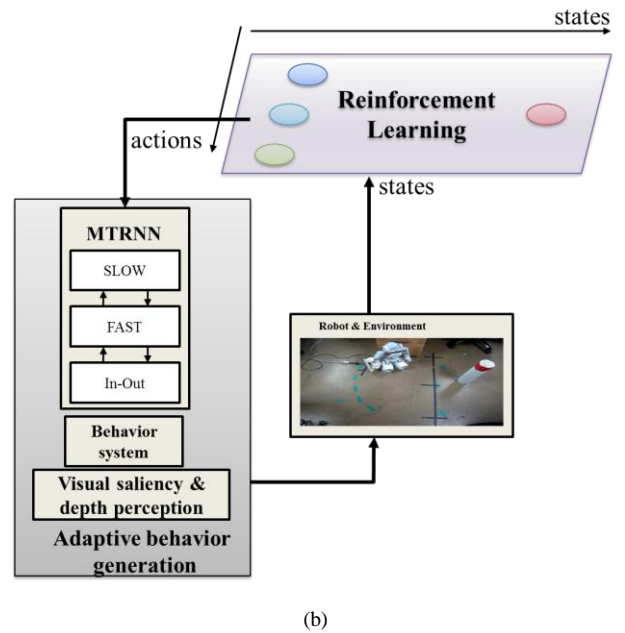 states
Reinforcement
Learning
actions
states
MTRNN
SLOW
FAST
In-Out
Robot & Environment
Behavior
system
Visual saliency &
depth perception
Adaptive behavior
generation
(b)